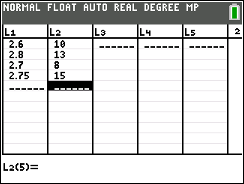 NORMAL FLOAT AUTO REAL DEGREE MP
L1 L2 L3 L4 L5 2
2.6 10 ------ ------ ------
2.8 13
2.7 8
2.75 15
------ ------
L2(5)=